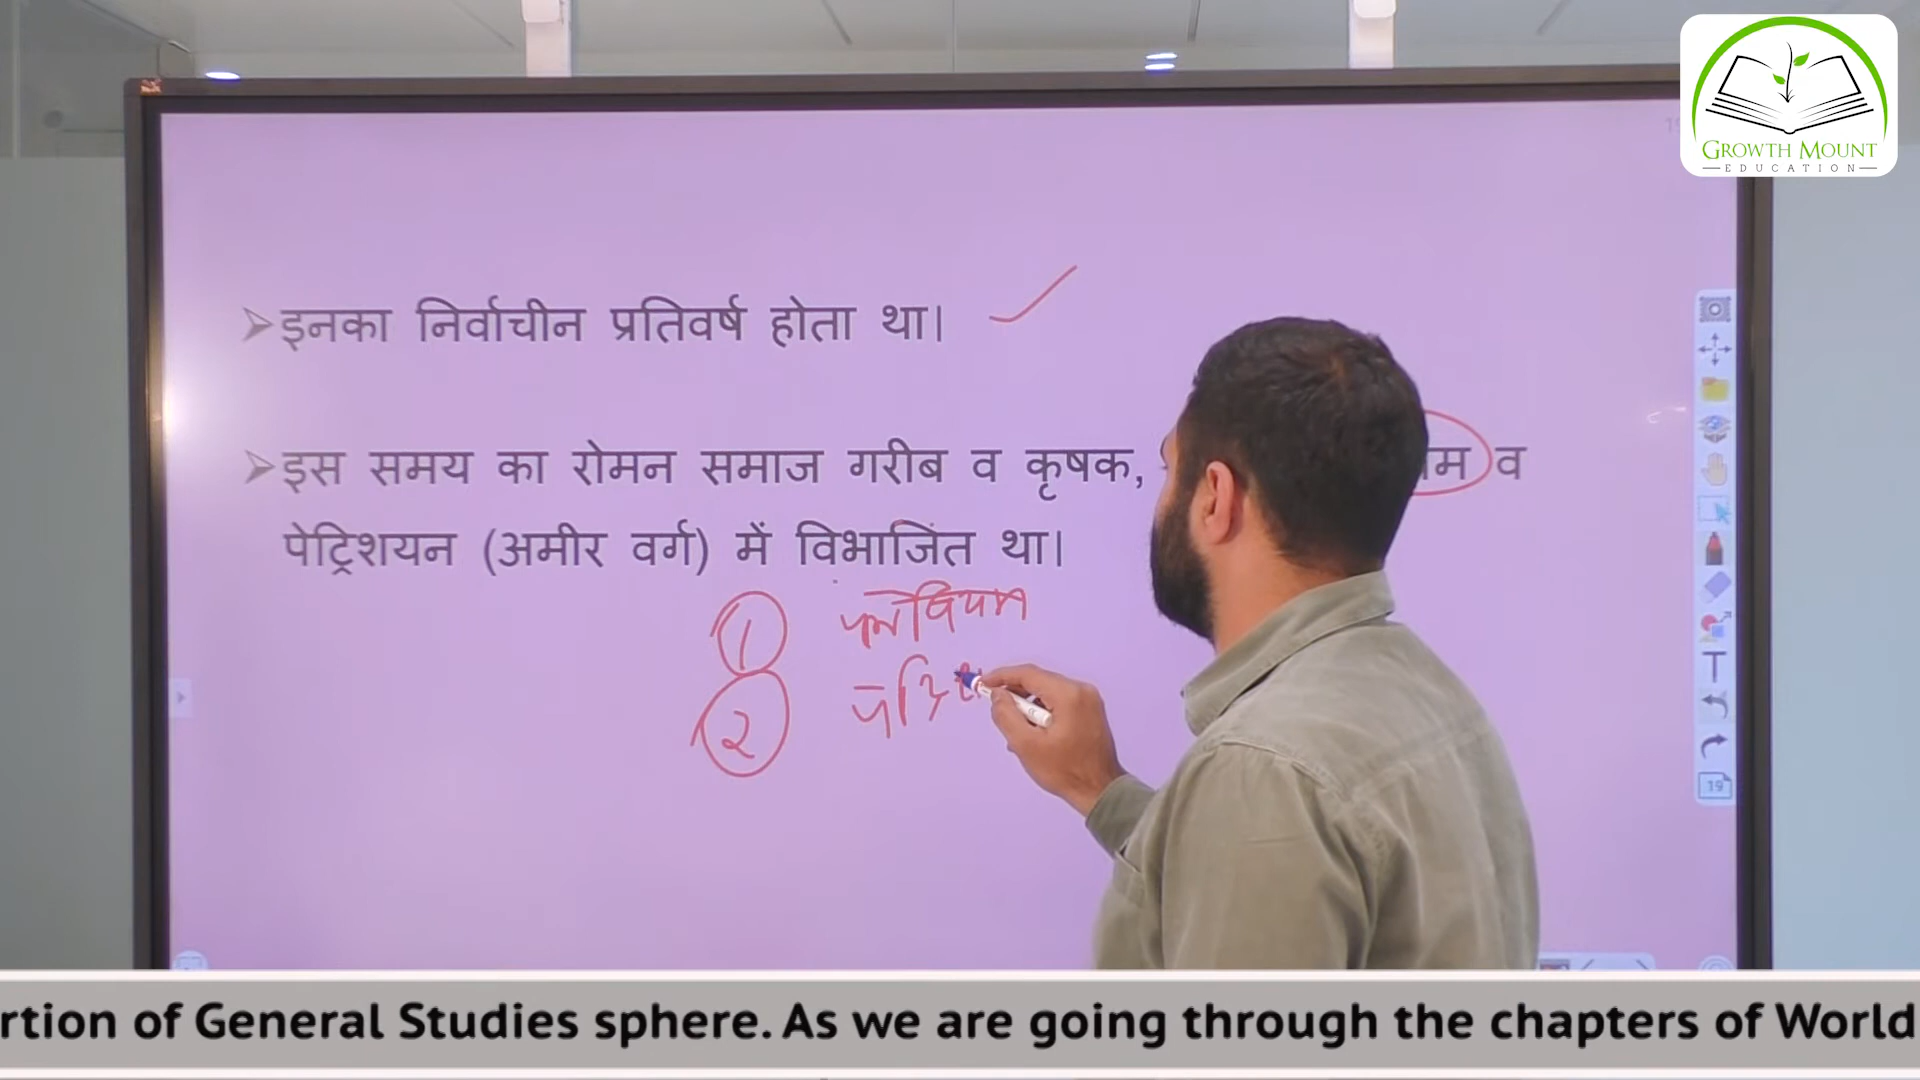 GROWTH MOUNT
EDUCATION
इनका निर्वाचीन प्रतिवर्ष होता था।
इस समय का रोमन समाज गरीब व कृषक, व
पेट्रिशयन (अमीर वर्ग) में विभाजित था।
1
2
19
rtion of General Studies sphere. As we are going through the chapters of World